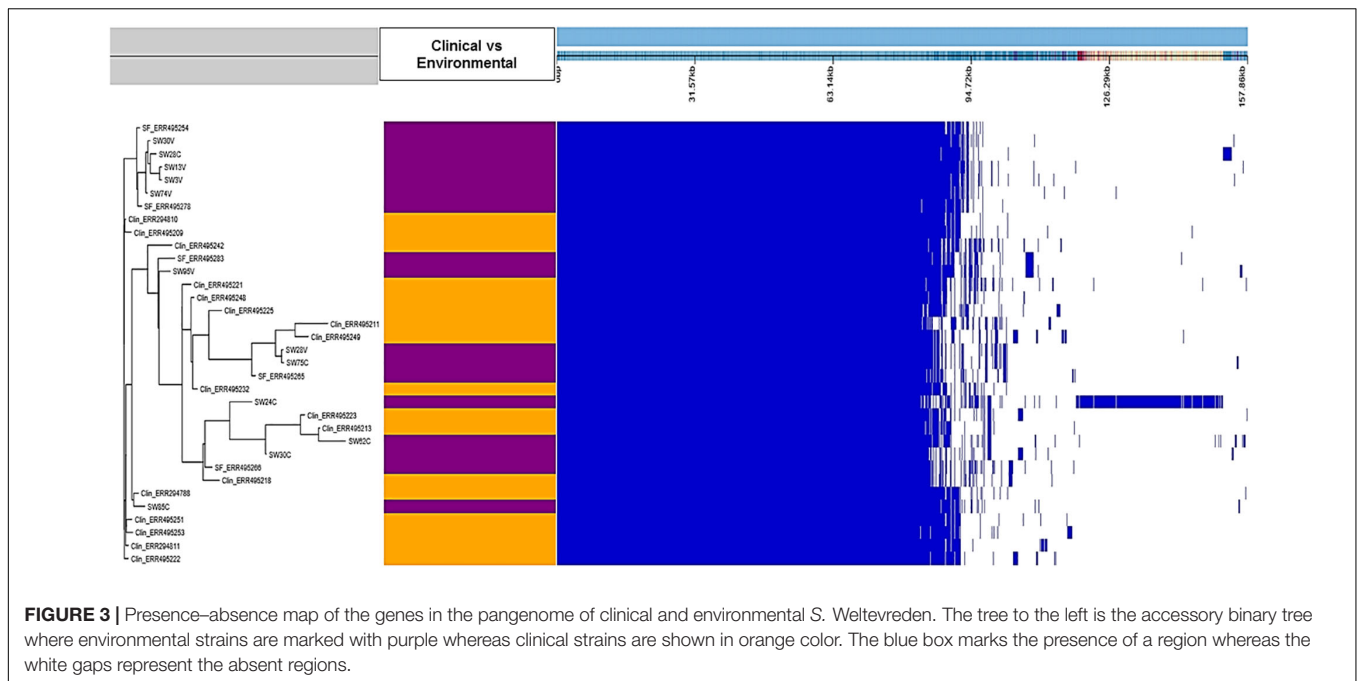 Clinical vs
Environmental
31.57kb
63.14kb
94.72kb
126.29kb
157.86kb
SF_ERR495254
SW30V
SW28C
SW13V
SW3V
SW74V
SF_ERR495278
Clin_ERR294810
Clin_ERR495209
Clin_ERR495242
SF_ERR495283
SW95V
Clin_ERR495221
Clin_ERR495248
Clin_ERR495225
Clin_ERR495211
Clin_ERR495249
SW28V
SW75C
SF_ERR495265
Clin_ERR495232
SW24C
Clin_ERR495223
Clin_ERR495213
SW62C
SW30C
SF_ERR495266
Clin_ERR495218
Clin_ERR294788
SW85C
Clin_ERR495251
Clin_ERR495253
Clin_ERR294811
Clin_ERR495222
FIGURE 3 | Presence–absence map of the genes in the pangenome of clinical and environmental S. Weltevreden. The tree to the left is the accessory binary tree
where environmental strains are marked with purple whereas clinical strains are shown in orange color. The blue box marks the presence of a region whereas the
white gaps represent the absent regions.